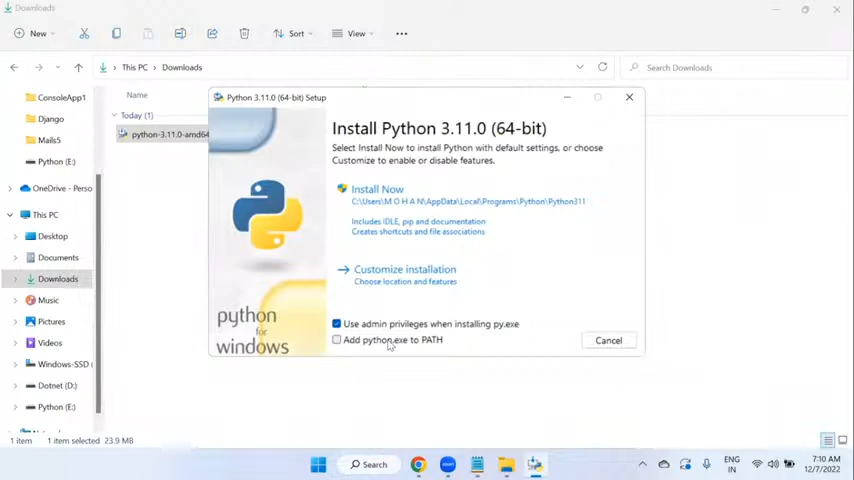 Downloads
New
Sort
View
This PC
Downloads
Search Downloads
ConsoleApp1
Django
Mails5
Python (E:)
OneDrive - Perso
This PC
Desktop
Documents
Downloads
Music
Pictures
Videos
Windows-SSD (
Dotnet (D:)
Python (E:)
Name
Today (1)
python-3.11.0-amd64
Python 3.11.0 (64-bit) Setup
Install Python 3.11.0 (64-bit)
Select Install Now to install Python with default settings, or choose
Customize to enable or disable features.
Install Now
C:\Users\M O H A N\AppData\Local\Programs\Python\Python311
Includes IDLE, pip and documentation
Creates shortcuts and file associations
Customize installation
Choose location and features
python
for
windows
Use admin privileges when installing py.exe
Add python.exe to PATH
Cancel
1 item
1 item selected 23.9 MB
Search
zoom
ENG
IN
7:10 AM
12/7/2022